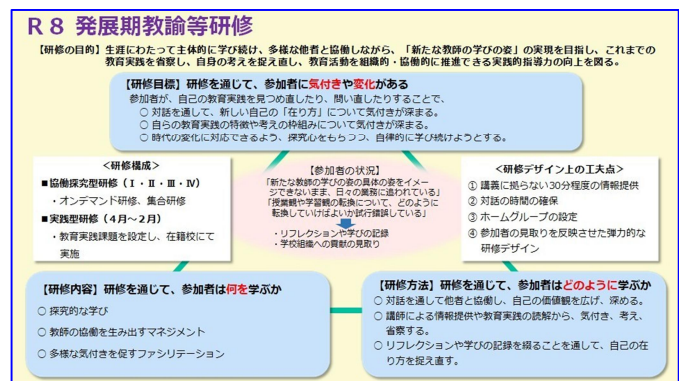 R8 発展期教諭等研修
【研修の目的】生涯にわたって主体的に学び続け、多様な他者と協働しながら、「新たな教師の学びの姿」の実現を目指し、これまでの
教育実践を省察し、自身の考えを捉え直し、教育活動を組織的・協働的に推進できる実践的指導力の向上を図る。
【研修目標】研修を通じて、参加者に気付きや変化がある
参加者が、自己の教育実践を見つめ直したり、問い直したりすることで、
○ 対話を通して、新しい自己の「在り方」について気付きが深まる。
○ 自らの教育実践の特徴や考えの枠組みについて気付きが深まる。
○ 時代の変化に対応できるよう、探究心をもちつつ、自律的に学び続けようとする。
＜研修構成＞
■協働探究型研修（Ⅰ・Ⅱ・Ⅲ・Ⅳ）
・オンデマンド研修、集合研修
■実践型研修（４月～２月）
・教育実践課題を設定し、在籍校にて
実施
【参加者の状況】
「新たな教師の学びの姿の具体の姿をイメー
ジできないまま、日々の業務に追われている」
「授業観や学習観の転換について、どのように
転換していけばよいか試行錯誤している」
・リフレクションや学びの記録
・学校組織への貢献の見取り
＜研修デザイン上の工夫点＞
① 講義に拠らない30分程度の情報提供
② 対話の時間の確保
③ ホームグループの設定
④ 参加者の見取りを反映させた弾力的な
研修デザイン
【研修内容】研修を通じて、参加者は何を学ぶか
○ 探究的な学び
○ 教師の協働を生み出すマネジメント
○ 多様な気付きを促すファシリテーション
【研修方法】研修を通じて、参加者はどのように学ぶか
○ 対話を通して他者と協働し、自己の価値観を広げ、深める。
○ 講師による情報提供や教育実践の読解から、気付き、考え、
省察する。
○ リフレクションや学びの記録を綴ることを通して、自己の在
り方を捉え直す。